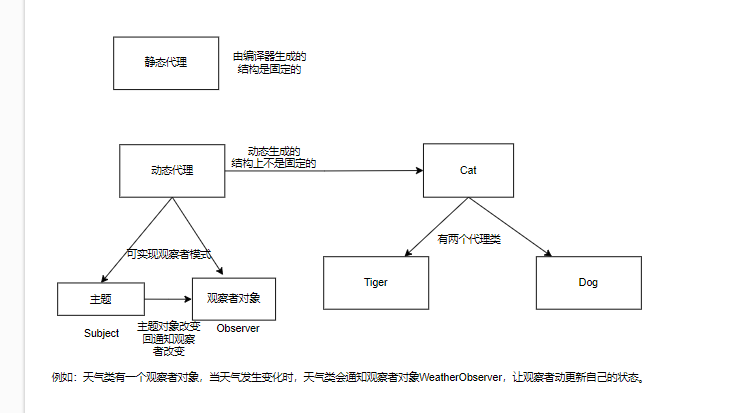 静态代理
由编译器生成的
结构是固定的
动态代理
动态生成的
结构上不是固定的
Cat
可实现观察者模式
有两个代理类
主题
观察者对象
Tiger
Dog
Subject
主题对象改变
回通知观察
者改变
Observer
例如：天气类有一个观察者对象，当天气发生变化时，天气类会通知观察者对象WeatherObserver，让观察者动更新自己的状态。